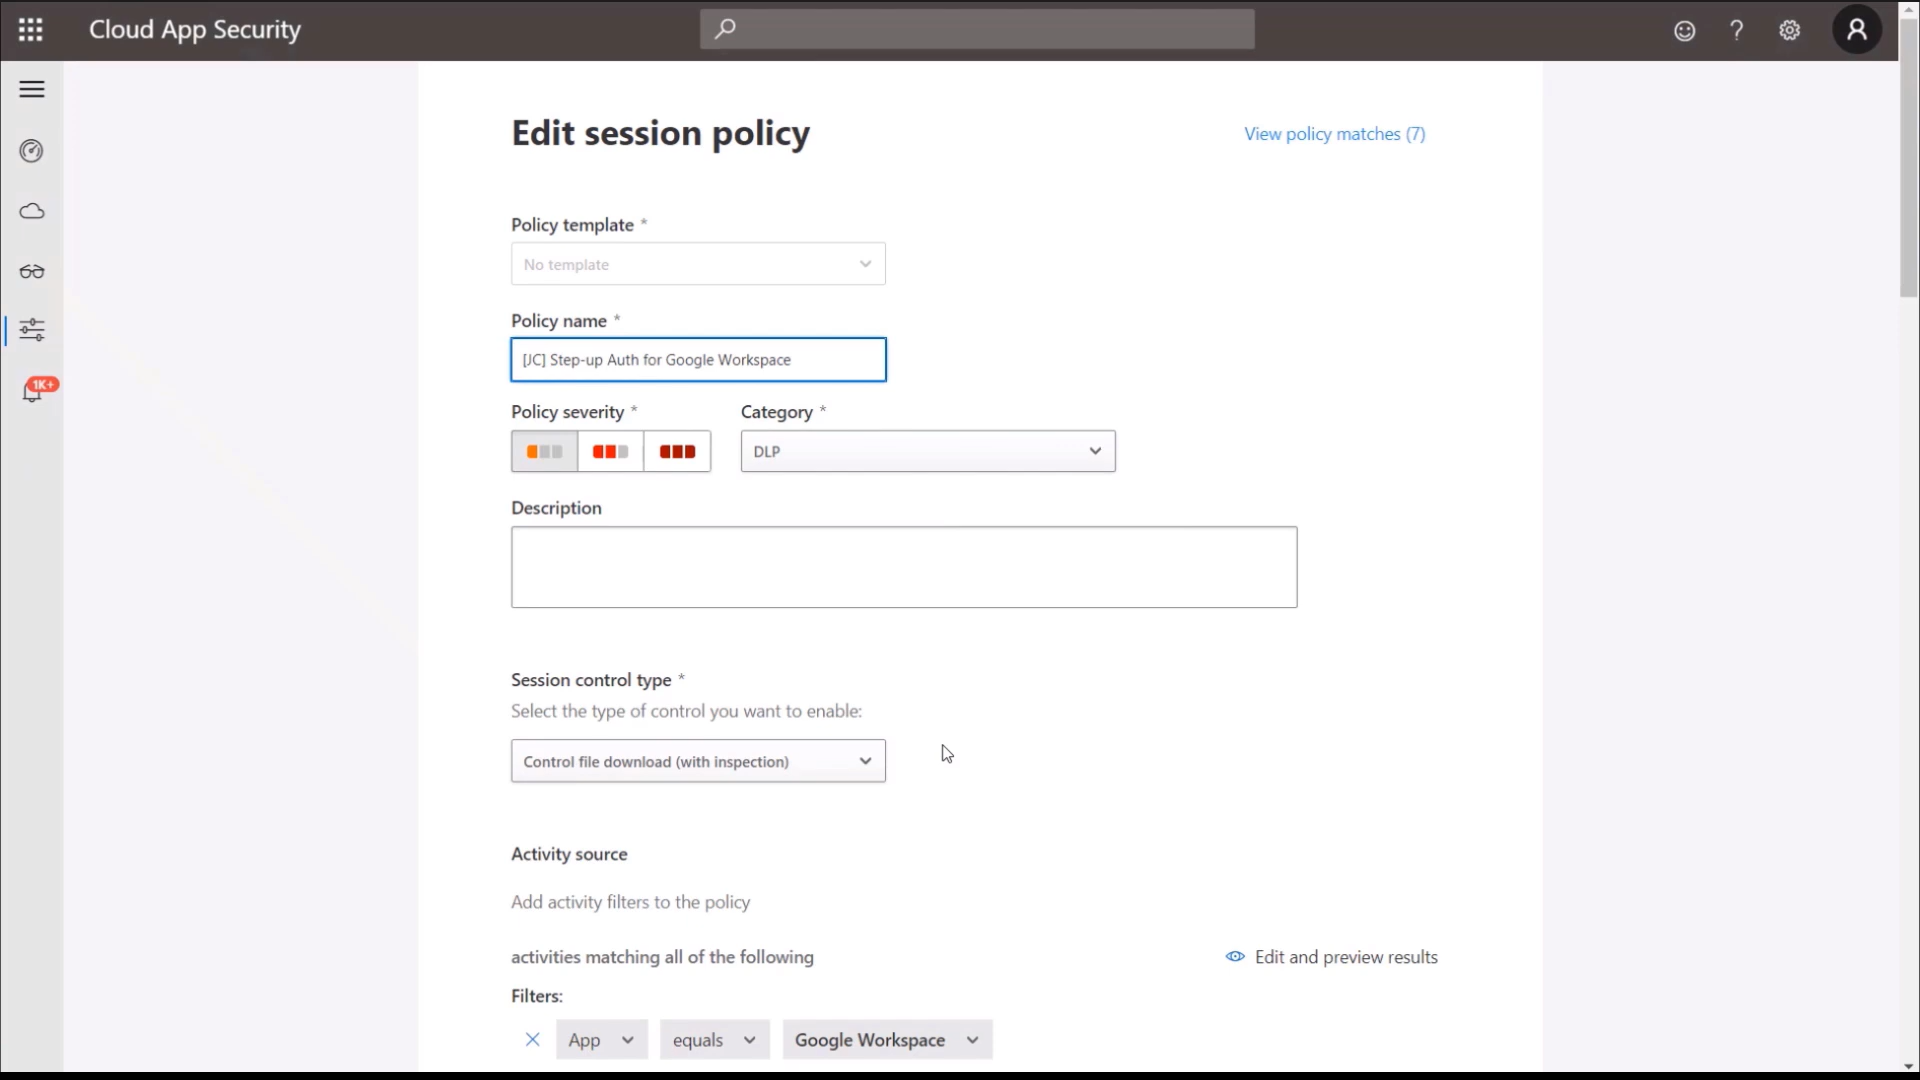 Cloud App Security
Edit session policy
View policy matches (7)
Policy template *
No template
Policy name *
[JC] Step-up Auth for Google Workspace
Policy severity *
Category *
DLP
1K+
Description
Session control type *
Select the type of control you want to enable:
Control file download (with inspection)
Activity source
Add activity filters to the policy
activities matching all of the following
Edit and preview results
Filters:
App equals Google Workspace